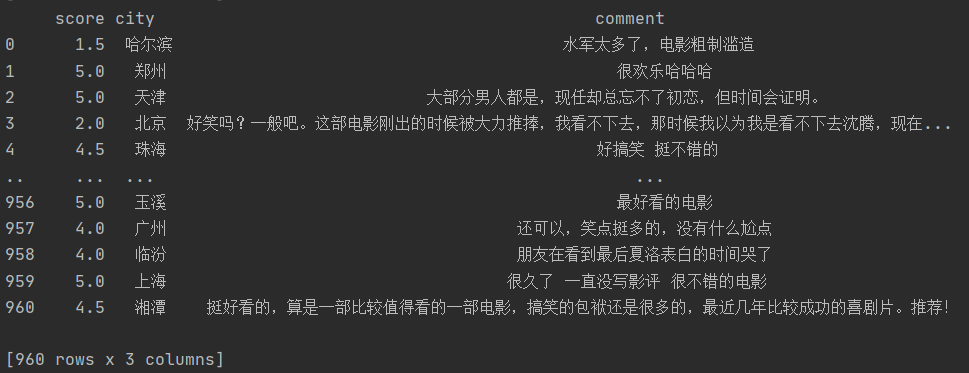 score city comment
0 1.5 哈尔滨 水军太多了，电影粗制滥造
1 5.0 郑州 很欢乐哈哈哈
2 5.0 天津 大部分男人都是，现任却总忘不了初恋，但时间会证明。
3 2.0 北京 好笑吗？一般吧。这部电影刚出的时候被大力推捧，我看不下去，那时候我以为我是看不下去沈腾，现在...
4 4.5 珠海 好搞笑 挺不错的
.. ... ... ...
956 5.0 玉溪 最好看的电影
957 4.0 广州 还可以，笑点挺多的，没有什么尬点
958 4.0 临汾 朋友在看到最后夏洛表白的时间哭了
959 5.0 上海 很久了 一直没写影评 很不错的电影
960 4.5 湘潭 挺好看的，算是一部比较值得看的一部电影，搞笑的包袱还是很多的，最近几年比较成功的喜剧片。推荐！
[960 rows x 3 columns]